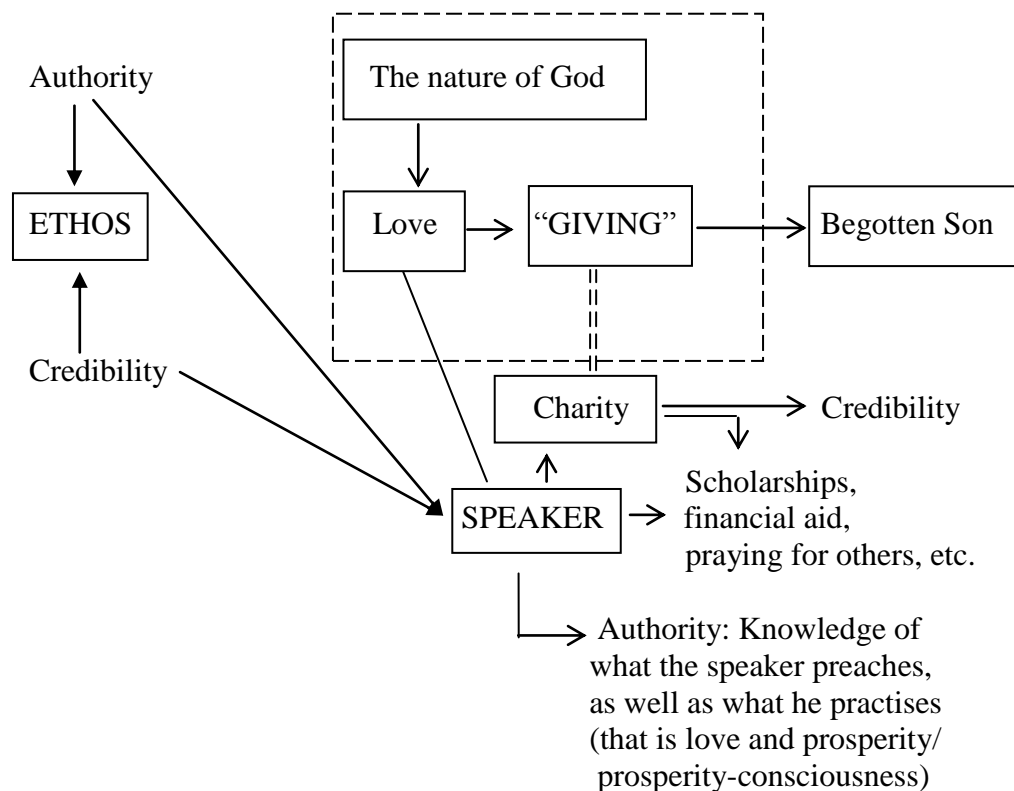 The nature of God
Authority
ETHOS
Love
“GIVING”
Begotten Son
Credibility
Charity
Credibility
SPEAKER
Scholarships,
financial aid,
praying for others, etc.
Authority: Knowledge of
what the speaker preaches,
as well as what he practises
(that is love and prosperity/
prosperity-consciousness)